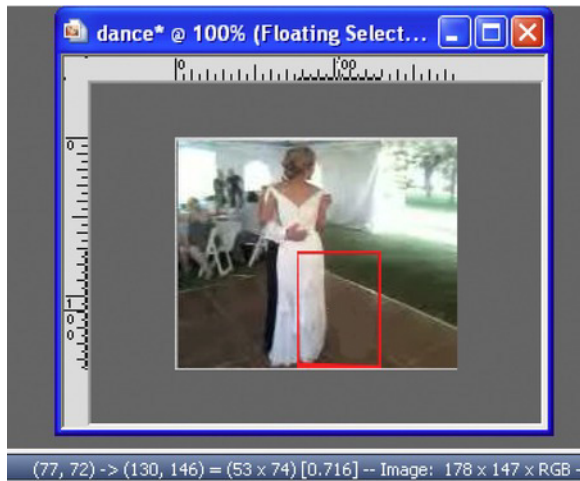 dance* @ 100% (Floating Select...
0 100
0
1
0
0
(77, 72) -> (130, 146) = (53 x 74) [0.716] -- Image: 178 x 147 x RGB -